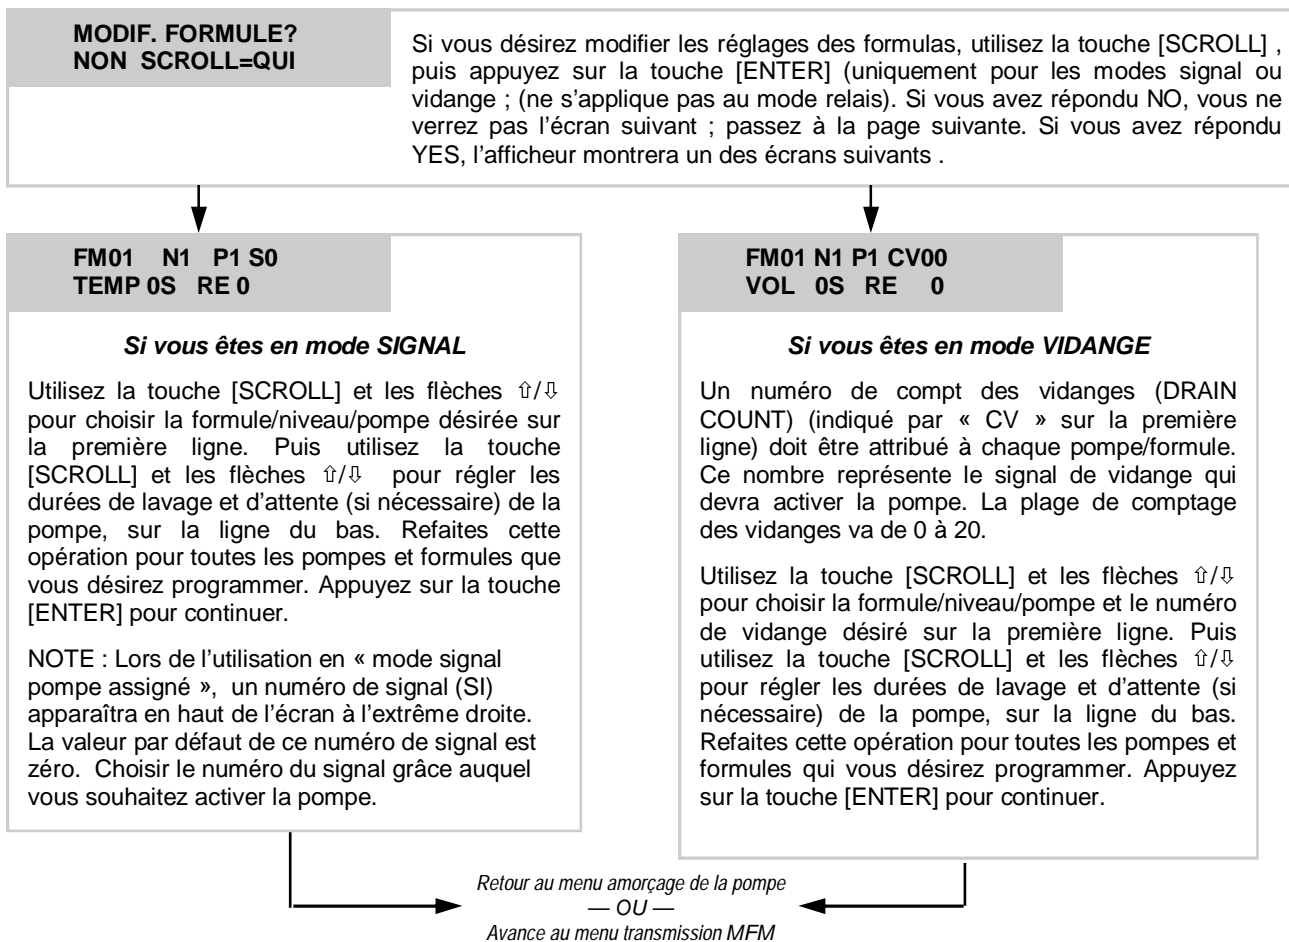 MODIF. FORMULE?
NON SCROLL=QUI
Si vous désirez modifier les réglages des formulas, utilisez la touche [SCROLL] ,
puis appuyez sur la touche [ENTER] (uniquement pour les modes signal ou
vidange ; (ne s'applique pas au mode relais). Si vous avez répondu NO, vous ne
verrez pas l'écran suivant ; passez à la page suivante. Si vous avez répondu
YES, l'afficheur montrera un des écrans suivants .
FM01 N1 P1 S0
TEMP 0S RE 0
Si vous êtes en mode SIGNAL
Utilisez la touche [SCROLL] et les flèches ⇧/⇩
pour choisir la formule/niveau/pompe désirée sur
la première ligne. Puis utilisez la touche
[SCROLL] et les flèches ⇧/⇩ pour régler les
durées de lavage et d'attente (si nécessaire) de la
pompe, sur la ligne du bas. Refaites cette
opération pour toutes les pompes et formules que
vous désirez programmer. Appuyez sur la touche
[ENTER] pour continuer.
NOTE : Lors de l'utilisation en « mode signal
pompe assigné », un numéro de signal (SI)
apparaîtra en haut de l'écran à l'extrême droite.
La valeur par défaut de ce numéro de signal est
zéro. Choisir le numéro du signal grâce auquel
vous souhaitez activer la pompe.
FM01 N1 P1 CV00
VOL 0S RE 0
Si vous êtes en mode VIDANGE
Un numéro de compt des vidanges (DRAIN
COUNT) (indiqué par « CV » sur la première
ligne) doit être attribué à chaque pompe/formule.
Ce nombre représente le signal de vidange qui
devra activer la pompe. La plage de comptage
des vidanges va de 0 à 20.
Utilisez la touche [SCROLL] et les flèches ⇧/⇩
pour choisir la formule/niveau/pompe et le numéro
de vidange désiré sur la première ligne. Puis
utilisez la touche [SCROLL] et les flèches ⇧/⇩
pour régler les durées de lavage et d'attente (si
nécessaire) de la pompe, sur la ligne du bas.
Refaites cette opération pour toutes les pompes et
formules qui vous désirez programmer. Appuyez
sur la touche [ENTER] pour continuer.
Retour au menu amorçage de la pompe
— OU —
Avance au menu transmission MFM